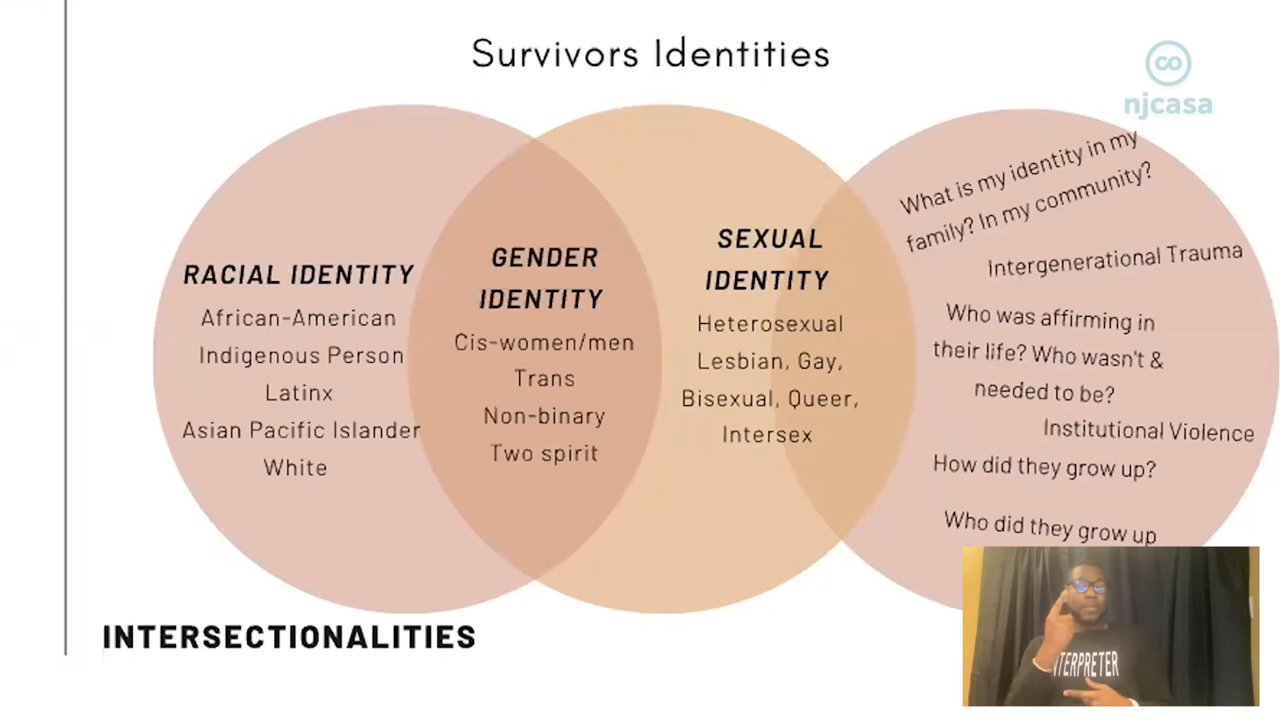 Survivors Identities
njcasa
RACIAL IDENTITY
African-American
Indigenous Person
Latinx
Asian Pacific Islander
White
GENDER
IDENTITY
Cis-women/men
Trans
Non-binary
Two spirit
SEXUAL
IDENTITY
Heterosexual
Lesbian, Gay,
Bisexual, Queer,
Intersex
What is my identity in my
family? In my community?
Intergenerational Trauma
Who was affirming in
their life? Who wasn't &
needed to be?
Institutional Violence
How did they grow up?
Who did they grow up
INTERSECTIONALITIES